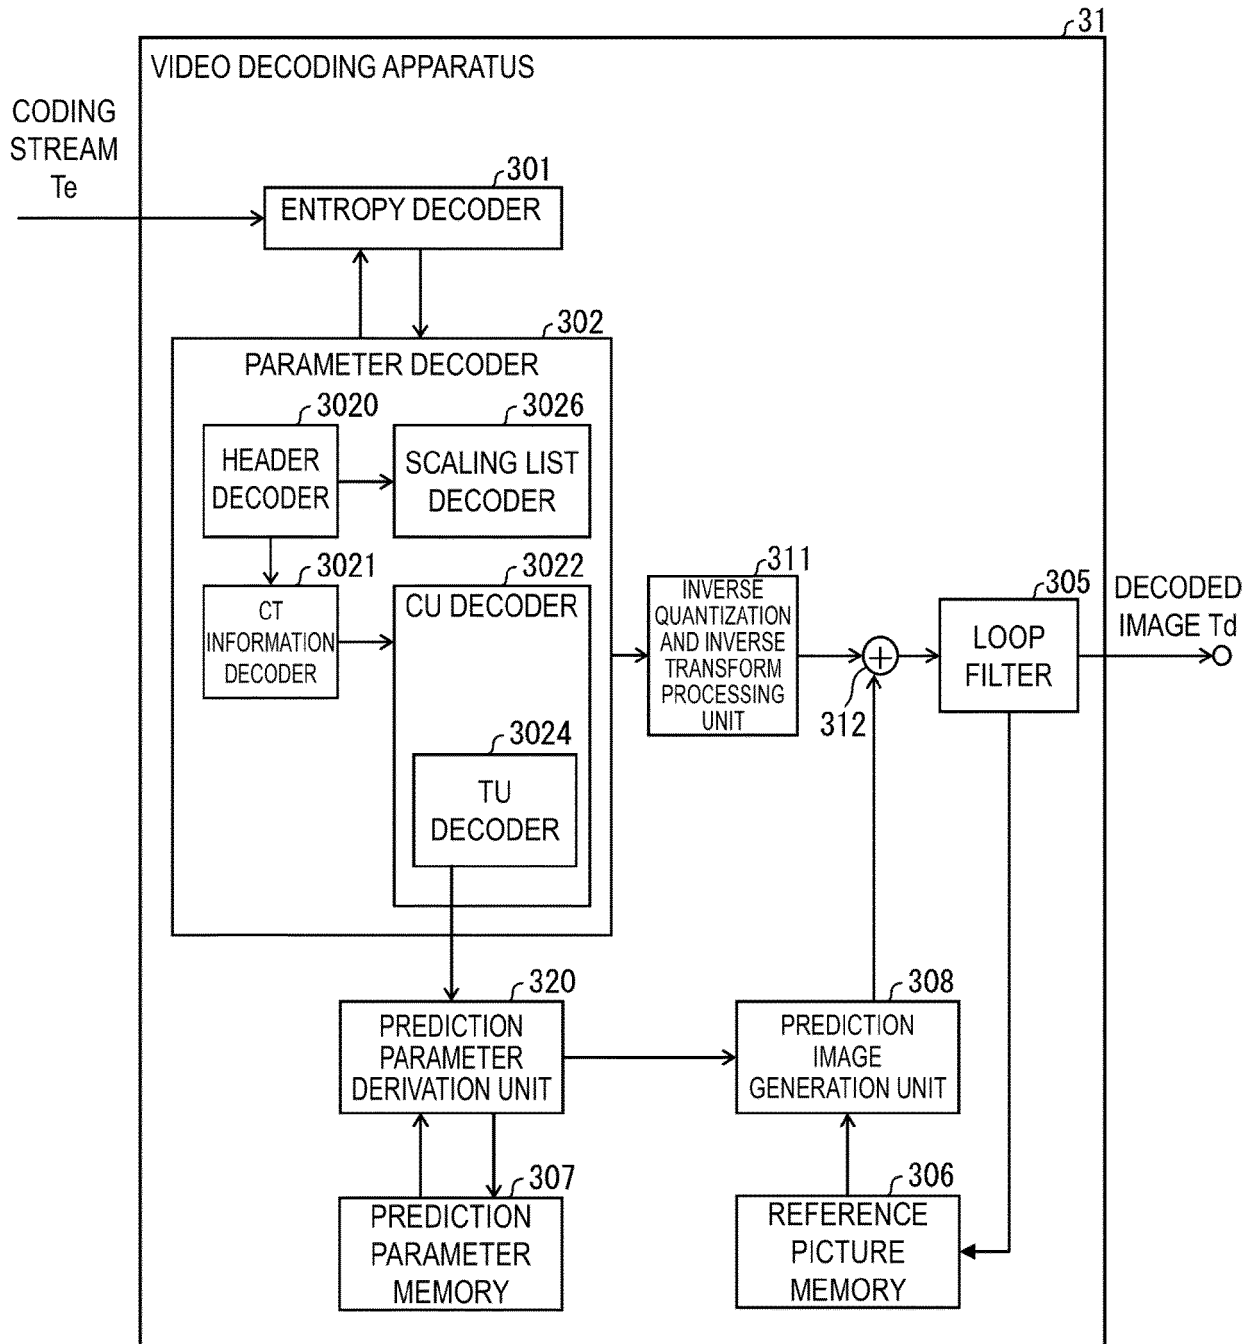 31
VIDEO DECODING APPARATUS
CODING
STREAM
Te
301
ENTROPY DECODER
302
PARAMETER DECODER
3020
HEADER
DECODER
3026
SCALING LIST
DECODER
3021
CT
INFORMATION
DECODER
3022
CU DECODER
3024
TU
DECODER
311
INVERSE
QUANTIZATION
AND INVERSE
TRANSFORM
PROCESSING
UNIT
312
305
LOOP
FILTER
DECODED
IMAGE Td
320
PREDICTION
PARAMETER
DERIVATION UNIT
308
PREDICTION
IMAGE
GENERATION UNIT
307
PREDICTION
PARAMETER
MEMORY
306
REFERENCE
PICTURE
MEMORY